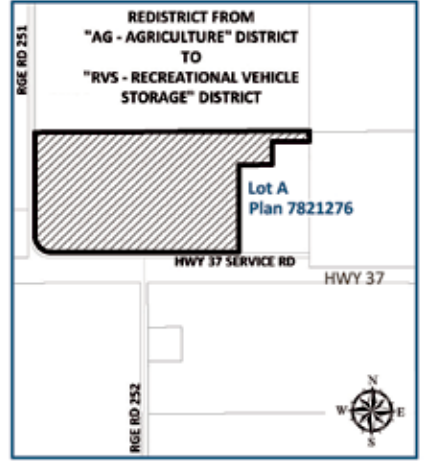 REDISTRICT FROM
"AG - AGRICULTURE" DISTRICT
TO
"RVS - RECREATIONAL VEHICLE
STORAGE" DISTRICT
RGE RD 251
Lot A
Plan 7821276
HWY 37 SERVICE RD
HWY 37
RGE RD 252
N
W E
S